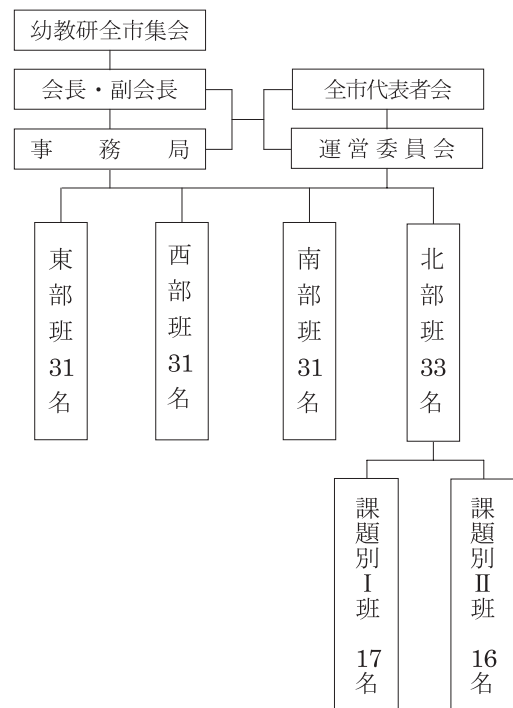 幼教研全市集会
会長・副会長
全市代表者会
事務局
運営委員会
東部班31名
西部班31名
南部班31名
北部班33名
課題別Ⅰ班 17名
課題別Ⅱ班 16名